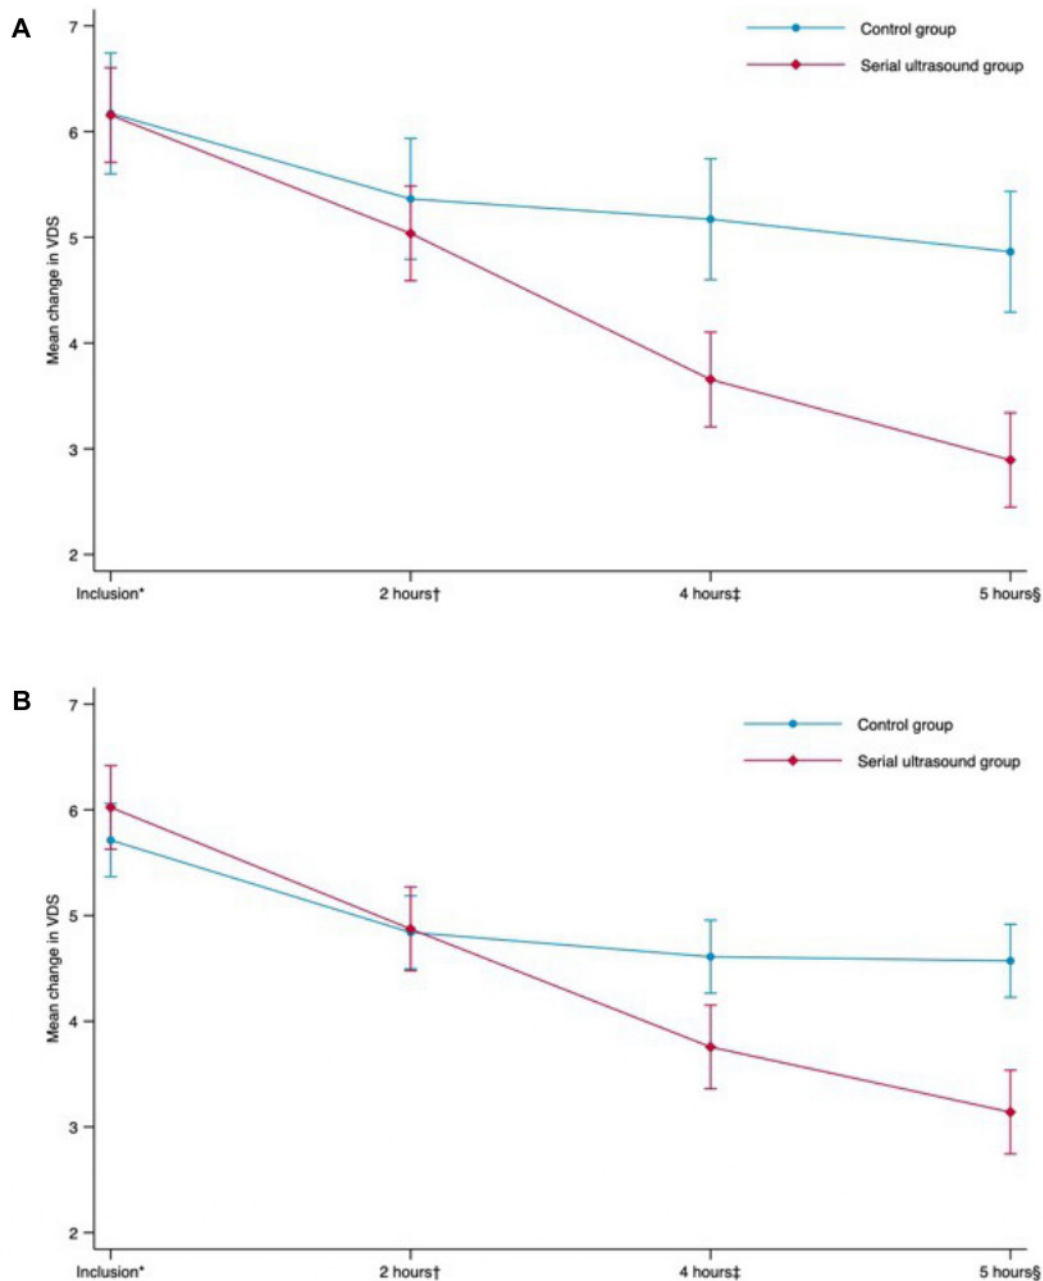 A
7
Control group
Serial ultrasound group
6
5
Mean change in VDS
4
3
2
Inclusion* 2 hours† 4 hours‡ 5 hours§
B
7
Control group
Serial ultrasound group
6
5
Mean change in VDS
4
3
2
Inclusion* 2 hours† 4 hours‡ 5 hours§